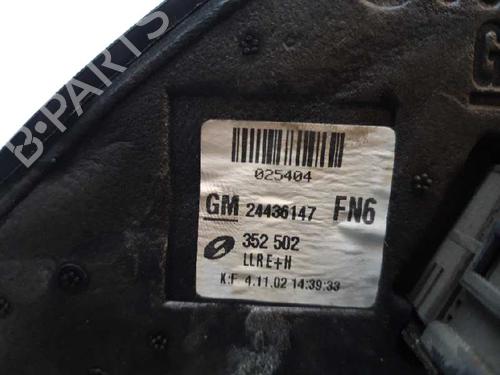 B-PARTS
025404
GM 24436147 FN6
352 502
LLRE+H
K:F 4.11.02 14:39:33